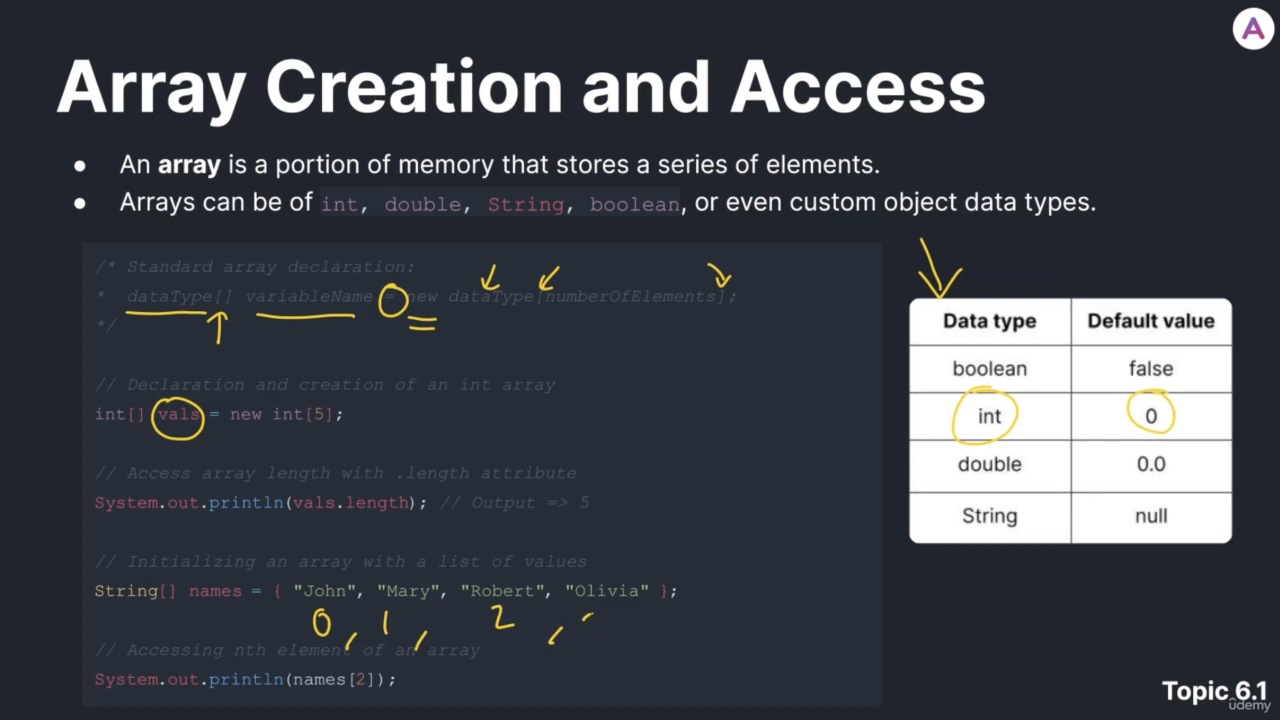 A
Array Creation and Access
● An array is a portion of memory that stores a series of elements.
● Arrays can be of int, double, String, boolean, or even custom object data types.
/* Standard array declaration:
* dataType[] variableName = new dataType[numberOfElements];
*/
// Declaration and creation of an int array
int[] vals = new int[5];
// Access array length with .length attribute
System.out.println(vals.length); // Output => 5
// Initializing an array with a list of values
String[] names = { "John", "Mary", "Robert", "Olivia" };
0, 1, 2,
// Accessing nth element of an array
System.out.println(names[2]);
Data type Default value
boolean false
int 0
double 0.0
String null
Topic 6.1
udemy